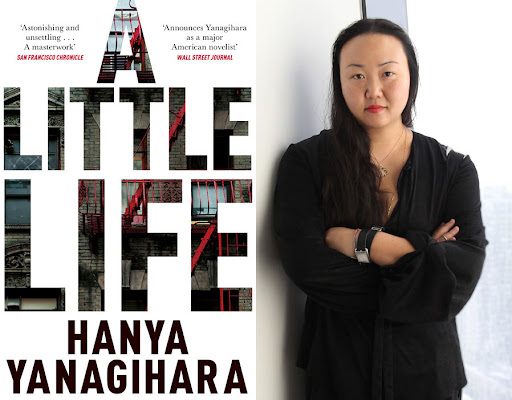 'Astonishing and
unsettling . . .
A masterwork'
SAN FRANCISCO CHRONICLE
'Announces Yanagihara
as a major
American novelist'
WALL STREET JOURNAL
A
LITTLE
LIFE
HANYA
YANAGIHARA